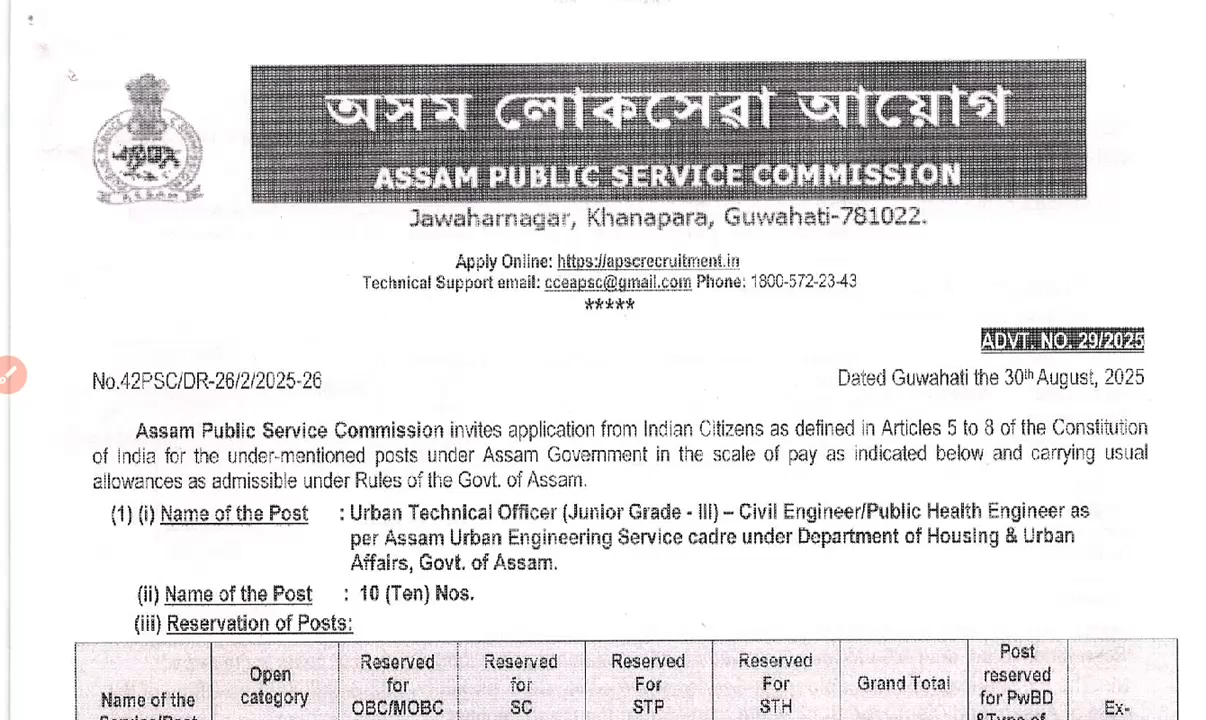 অসম লোকসেৱা আয়োগ
ASSAM PUBLIC SERVICE COMMISSION
Jawaharnagar, Khanapara, Guwahati-781022.
Apply Online: https://apscrecruitment.in
Technical Support email: cceapsc@gmail.com Phone: 1800-572-23-43
*****
ADVT. NO. 29/2025
No.42PSC/DR-26/2/2025-26 Dated Guwahati the 30th August, 2025
Assam Public Service Commission invites application from Indian Citizens as defined in Articles 5 to 8 of the Constitution
of India for the under-mentioned posts under Assam Government in the scale of pay as indicated below and carrying usual
allowances as admissible under Rules of the Govt. of Assam.
(1) (i) Name of the Post : Urban Technical Officer (Junior Grade - III) – Civil Engineer/Public Health Engineer as
per Assam Urban Engineering Service cadre under Department of Housing & Urban
Affairs, Govt. of Assam.
(ii) Name of the Post : 10 (Ten) Nos.
(iii) Reservation of Posts:
Name of the
Open
category
Reserved
for
OBC/MOBC
Reserved
for
SC
Reserved
For
STP
Reserved
For
STH
Grand Total
Post
reserved
for PwBD
&Type of
Ex-